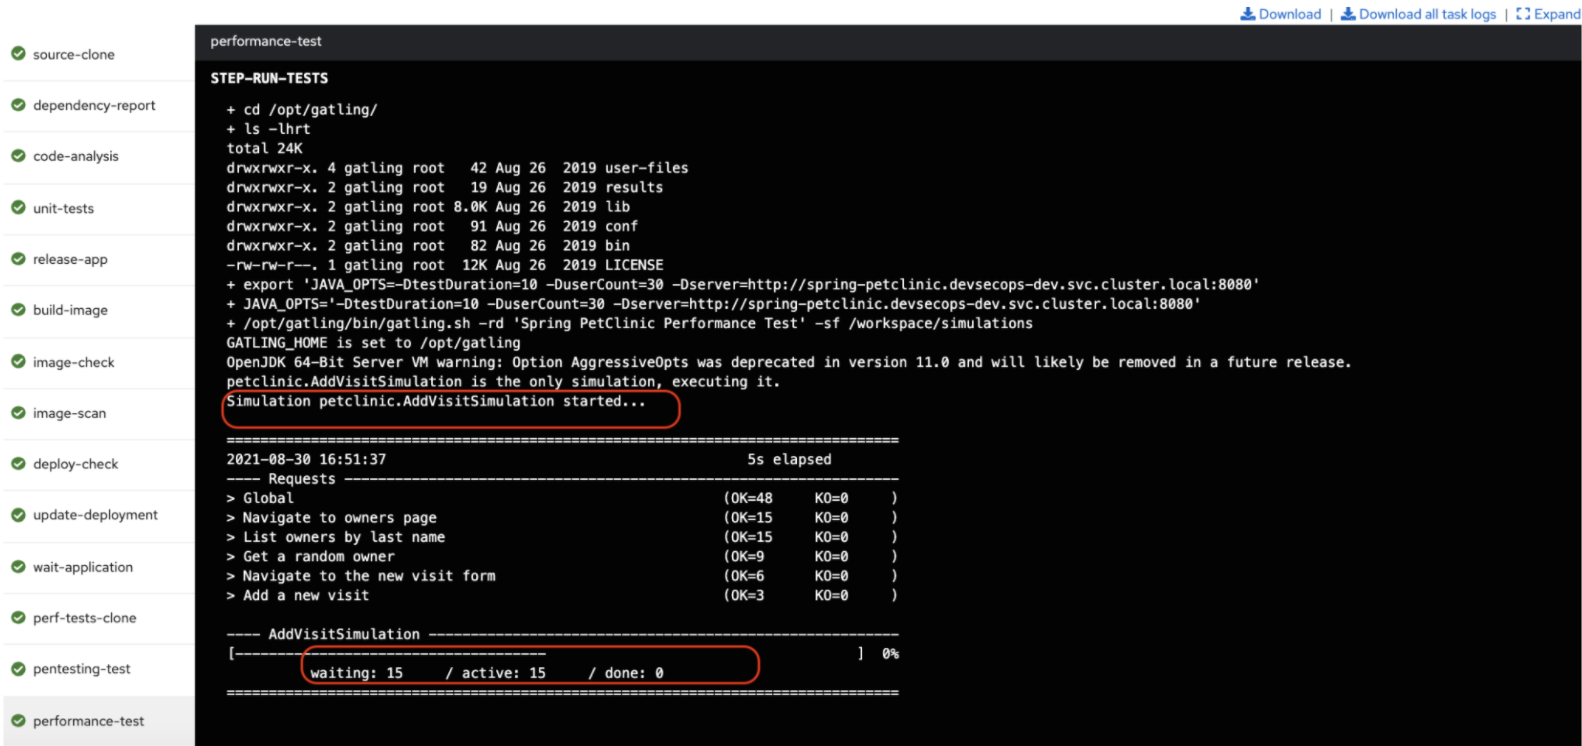 Download | Download all task logs | Expand
source-clone
dependency-report
code-analysis
unit-tests
release-app
build-image
image-check
image-scan
deploy-check
update-deployment
wait-application
perf-tests-clone
pentesting-test
performance-test
performance-test
STEP-RUN-TESTS
+ cd /opt/gatling/
+ ls -lhrt
total 24K
drwxrwxr-x. 4 gatling root   42 Aug 26  2019 user-files
drwxrwxr-x. 2 gatling root   19 Aug 26  2019 results
drwxrwxr-x. 2 gatling root 8.0K Aug 26  2019 lib
drwxrwxr-x. 2 gatling root   91 Aug 26  2019 conf
drwxrwxr-x. 2 gatling root   82 Aug 26  2019 bin
-rw-rw-r--. 1 gatling root  12K Aug 26  2019 LICENSE
+ export 'JAVA_OPTS=-DtestDuration=10 -DuserCount=30 -Dserver=http://spring-petclinic.devsecops-dev.svc.cluster.local:8080'
+ JAVA_OPTS='-DtestDuration=10 -DuserCount=30 -Dserver=http://spring-petclinic.devsecops-dev.svc.cluster.local:8080'
+ /opt/gatling/bin/gatling.sh -rd 'Spring PetClinic Performance Test' -sf /workspace/simulations
GATLING_HOME is set to /opt/gatling
OpenJDK 64-Bit Server VM warning: Option AggressiveOpts was deprecated in version 11.0 and will likely be removed in a future release.
petclinic.AddVisitSimulation is the only simulation, executing it.
Simulation petclinic.AddVisitSimulation started...
================================================================================
2021-08-30 16:51:37                                           5s elapsed
---- Requests ------------------------------------------------------------------
> Global                                                   (OK=48     KO=0     )
> Navigate to owners page                                  (OK=15     KO=0     )
> List owners by last name                                 (OK=15     KO=0     )
> Get a random owner                                       (OK=9      KO=0     )
> Navigate to the new visit form                           (OK=6      KO=0     )
> Add a new visit                                          (OK=3      KO=0     )
---- AddVisitSimulation --------------------------------------------------------
[-------------------------------------                                     ]  0%
          waiting: 15     / active: 15     / done: 0
================================================================================